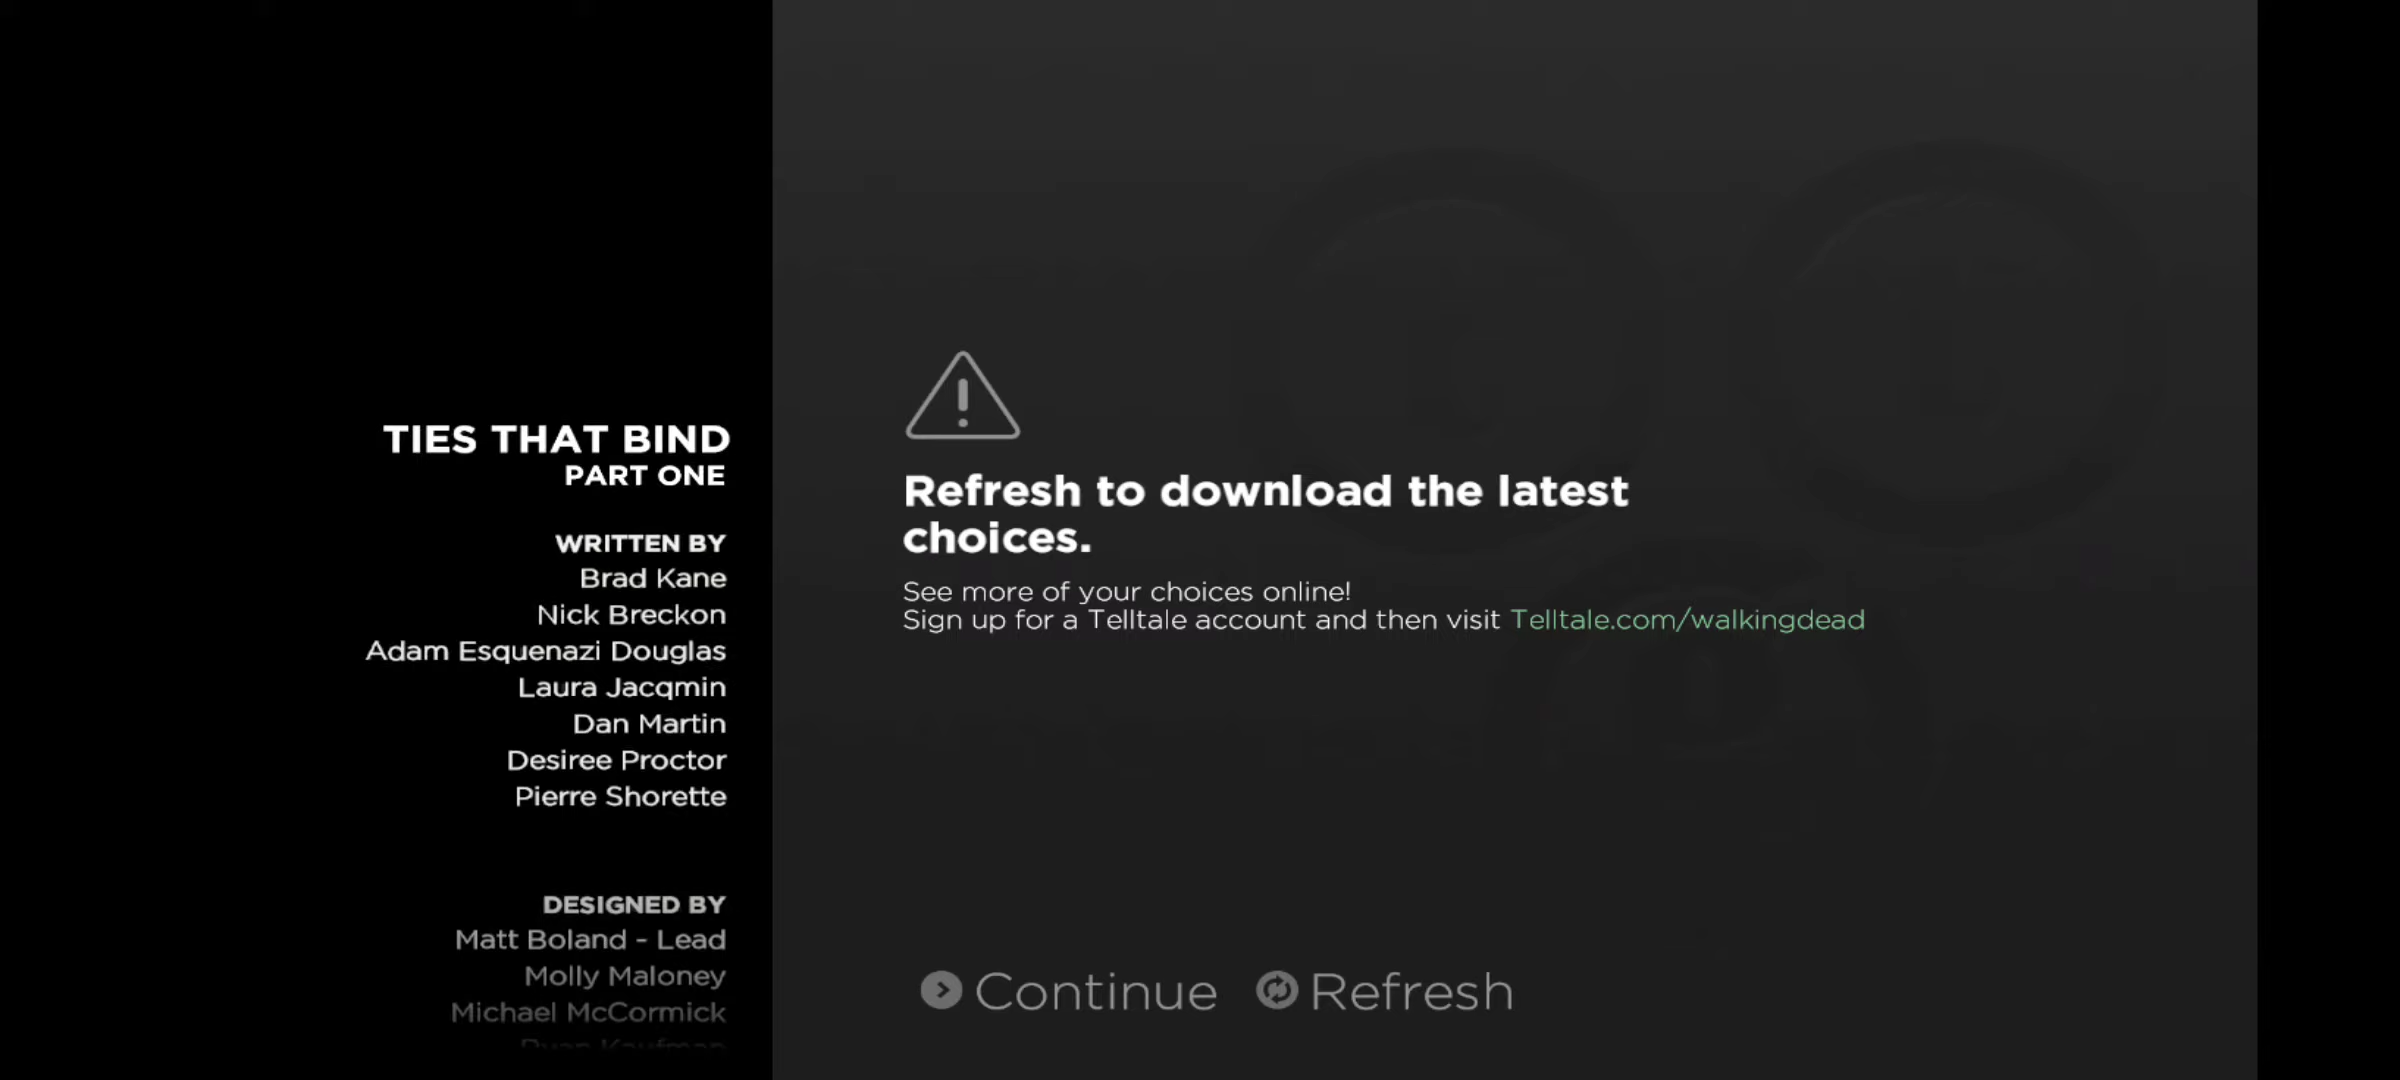 TIES THAT BIND
PART ONE
WRITTEN BY
Brad Kane
Nick Breckon
Adam Esquenazi Douglas
Laura Jacqmin
Dan Martin
Desiree Proctor
Pierre Shorette
DESIGNED BY
Matt Boland - Lead
Molly Maloney
Michael McCormick
Ryan Kaufman
Refresh to download the latest
choices.
See more of your choices online!
Sign up for a Telltale account and then visit Telltale.com/walkingdead
Continue
Refresh